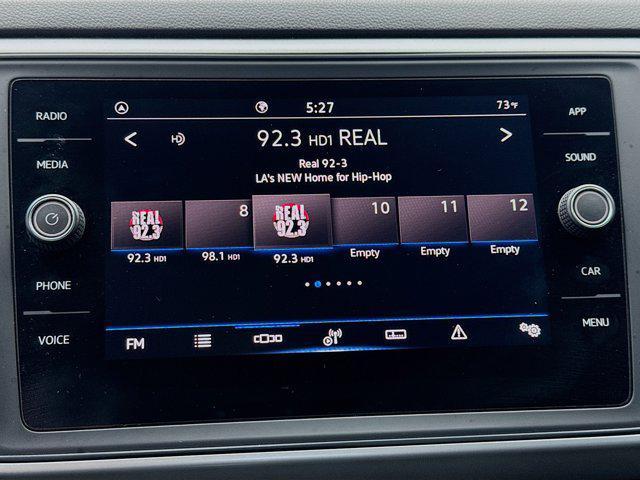 RADIO
MEDIA
PHONE
VOICE
5:27
73°F
HD
92.3 HD1 REAL
Real 92-3
LA's NEW Home for Hip-Hop
REAL
92.3
8
REAL
92.3
10
11
12
92.3 HD1
98.1 HD1
92.3 HD1
Empty
Empty
Empty
FM
APP
SOUND
CAR
MENU